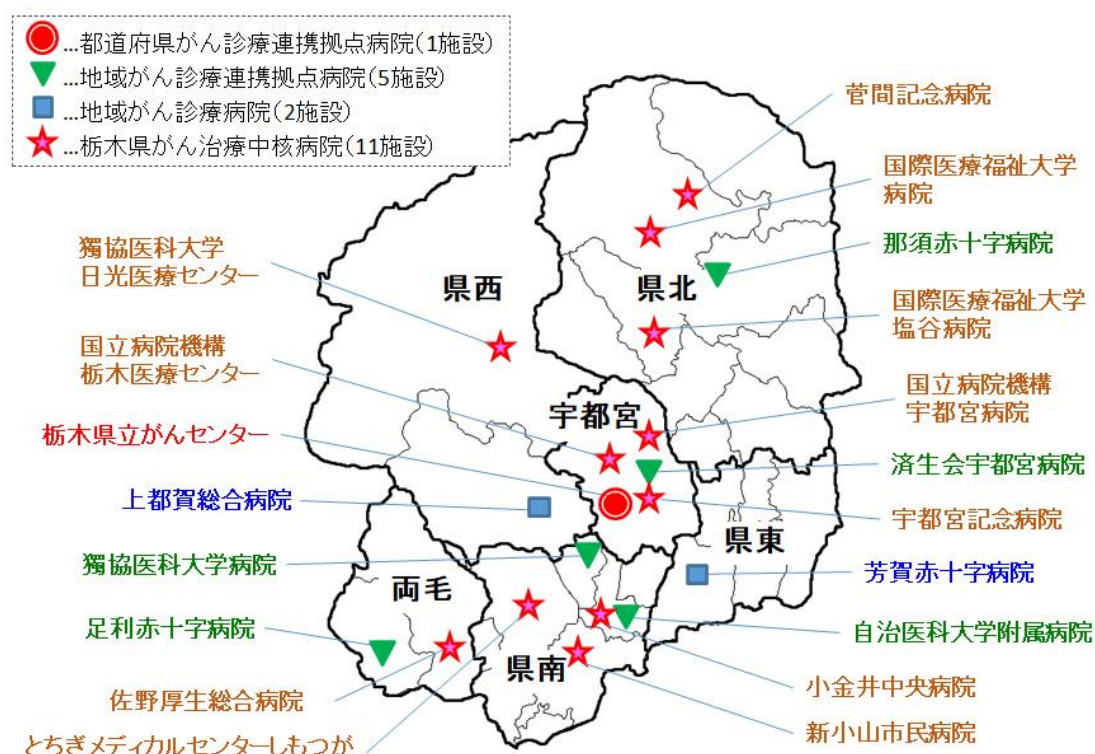 …都道府県がん診療連携拠点病院(1施設)
…地域がん診療連携拠点病院(5施設)
…地域がん診療病院(2施設)
…栃木県がん治療中核病院(11施設)
菅間記念病院
国際医療福祉大学
病院
那須赤十字病院
国際医療福祉大学
塩谷病院
国立病院機構
宇都宮病院
済生会宇都宮病院
宇都宮記念病院
芳賀赤十字病院
自治医科大学附属病院
小金井中央病院
新小山市民病院
獨協医科大学
日光医療センター
国立病院機構
栃木医療センター
栃木県立がんセンター
上都賀総合病院
獨協医科大学病院
足利赤十字病院
佐野厚生総合病院
とちぎメディカルセンターしもつが
県西
県北
宇都宮
県東
両毛
県南